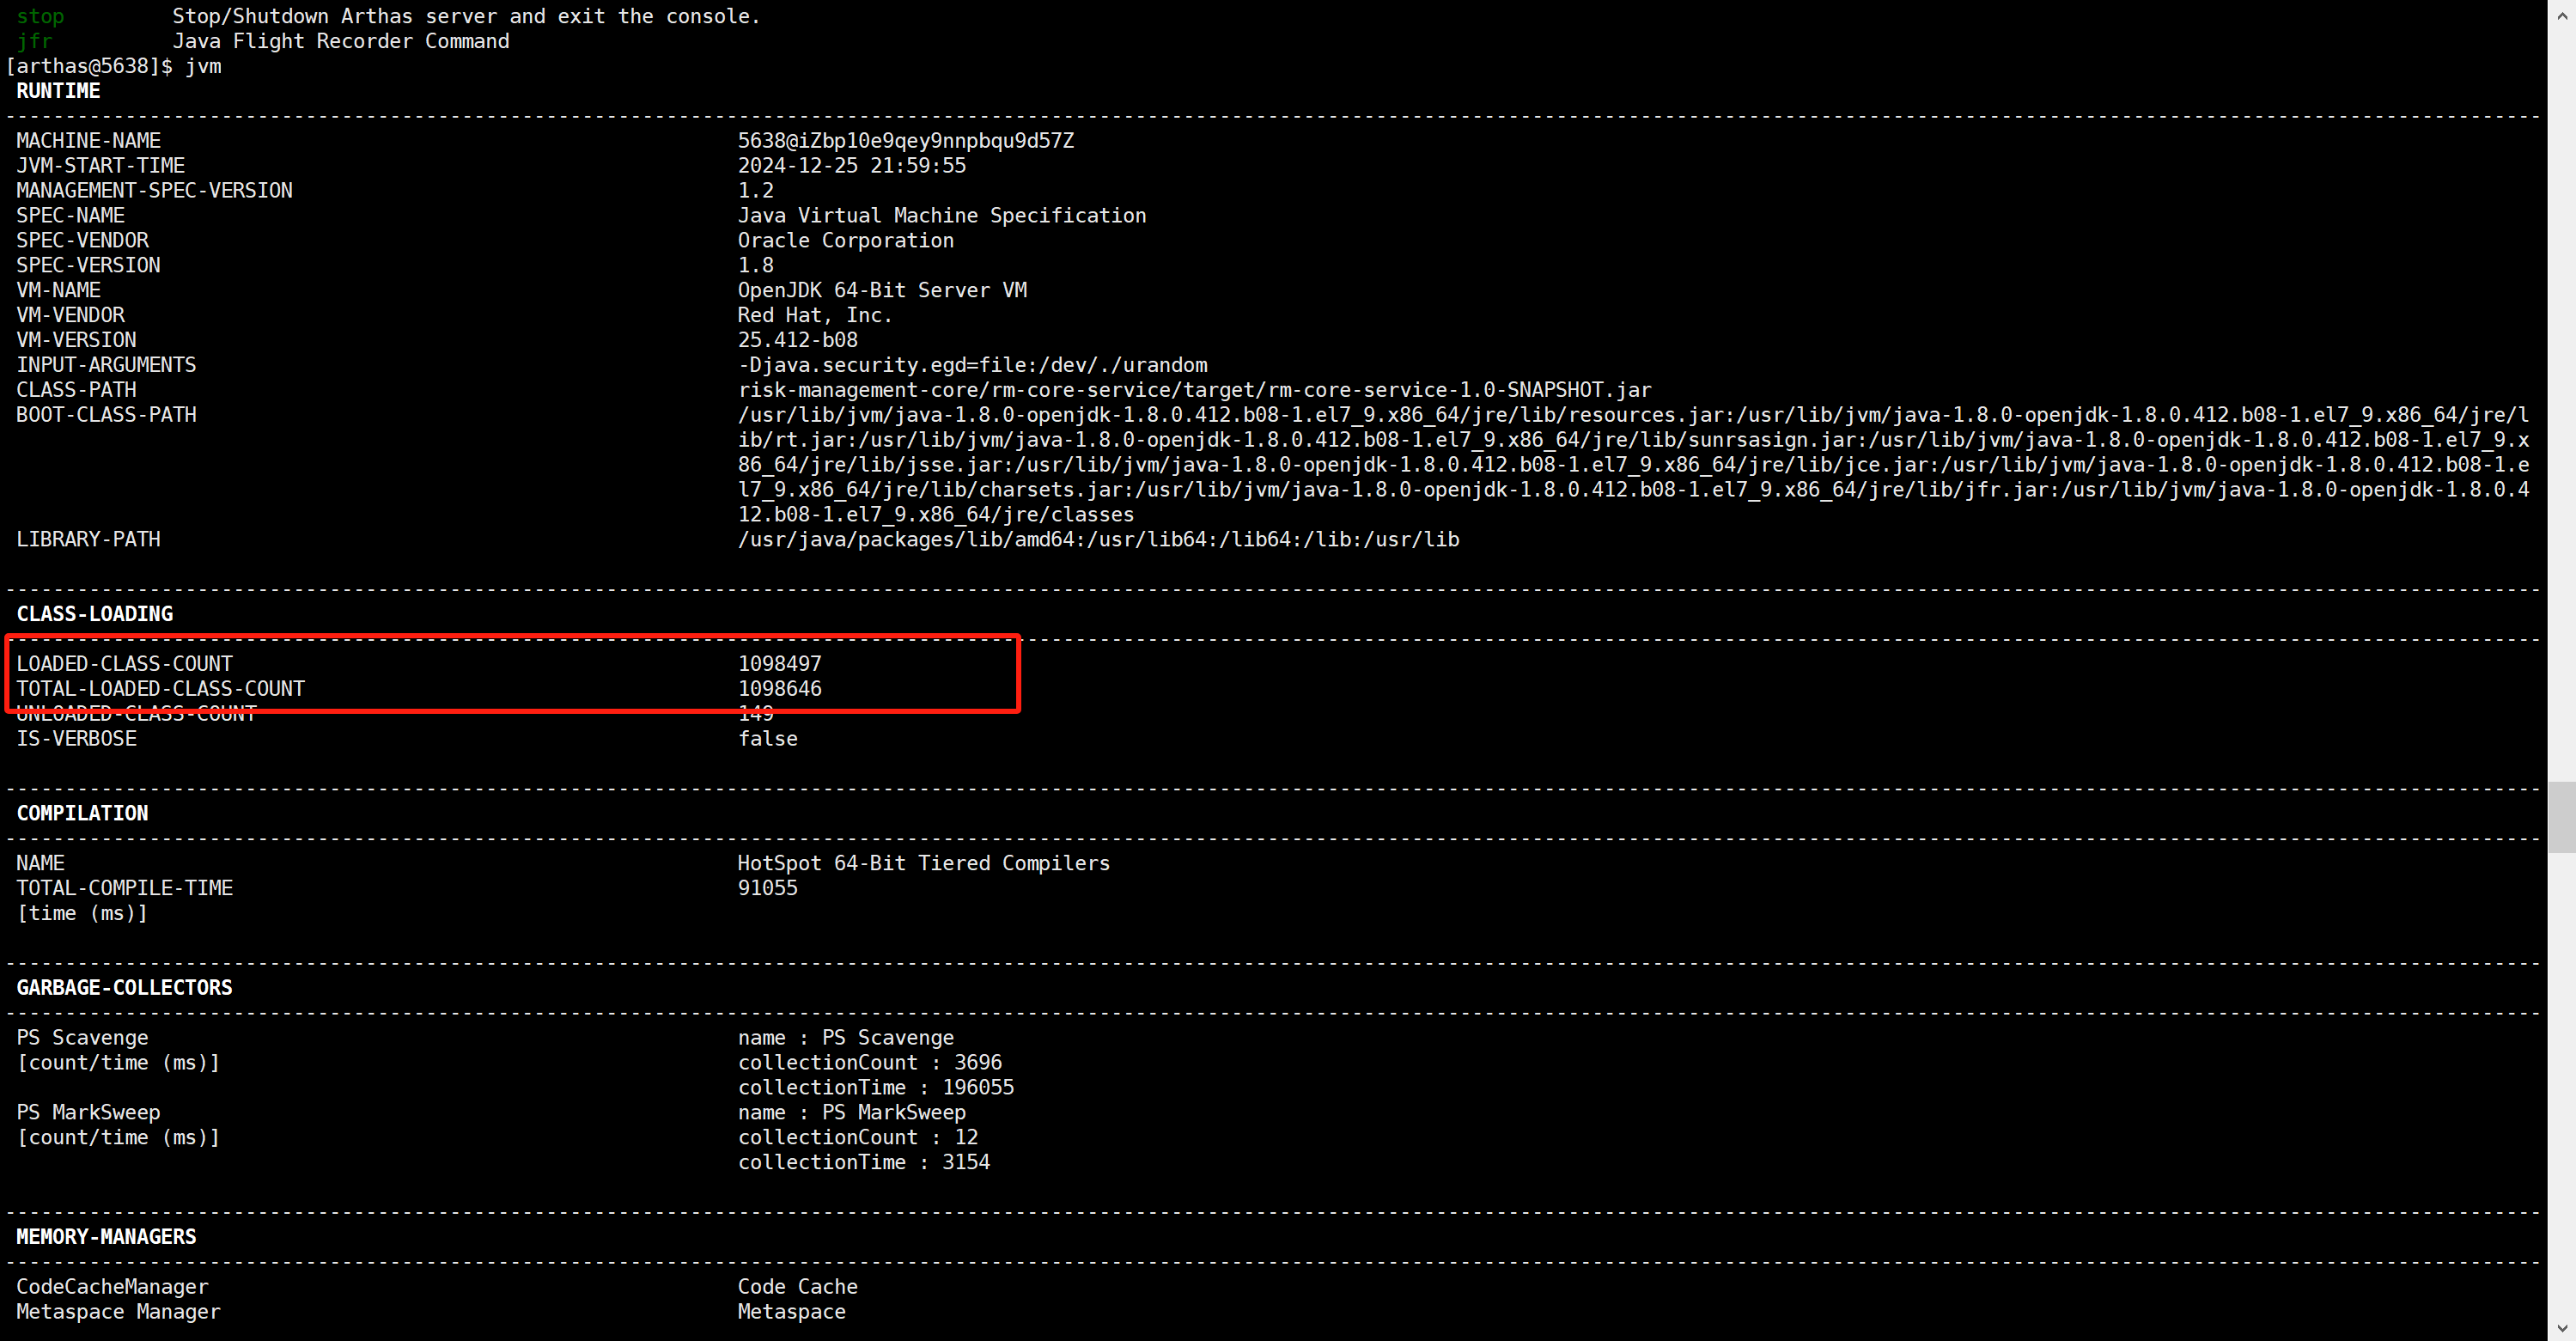 stop         Stop/Shutdown Arthas server and exit the console.
jfr          Java Flight Recorder Command
[arthas@5638]$ jvm
RUNTIME
MACHINE-NAME 5638@iZbp10e9qey9nnpbqu9d57Z
JVM-START-TIME 2024-12-25 21:59:55
MANAGEMENT-SPEC-VERSION 1.2
SPEC-NAME Java Virtual Machine Specification
SPEC-VENDOR Oracle Corporation
SPEC-VERSION 1.8
VM-NAME OpenJDK 64-Bit Server VM
VM-VENDOR Red Hat, Inc.
VM-VERSION 25.412-b08
INPUT-ARGUMENTS -Djava.security.egd=file:/dev/./urandom
CLASS-PATH risk-management-core/rm-core-service/target/rm-core-service-1.0-SNAPSHOT.jar
BOOT-CLASS-PATH /usr/lib/jvm/java-1.8.0-openjdk-1.8.0.412.b08-1.el7_9.x86_64/jre/lib/resources.jar:/usr/lib/jvm/java-1.8.0-openjdk-1.8.0.412.b08-1.el7_9.x86_64/jre/l
ib/rt.jar:/usr/lib/jvm/java-1.8.0-openjdk-1.8.0.412.b08-1.el7_9.x86_64/jre/lib/sunrsasign.jar:/usr/lib/jvm/java-1.8.0-openjdk-1.8.0.412.b08-1.el7_9.x
86_64/jre/lib/jsse.jar:/usr/lib/jvm/java-1.8.0-openjdk-1.8.0.412.b08-1.el7_9.x86_64/jre/lib/jce.jar:/usr/lib/jvm/java-1.8.0-openjdk-1.8.0.412.b08-1.e
l7_9.x86_64/jre/lib/charsets.jar:/usr/lib/jvm/java-1.8.0-openjdk-1.8.0.412.b08-1.el7_9.x86_64/jre/lib/jfr.jar:/usr/lib/jvm/java-1.8.0-openjdk-1.8.0.4
12.b08-1.el7_9.x86_64/jre/classes
LIBRARY-PATH /usr/java/packages/lib/amd64:/usr/lib64:/lib64:/lib:/usr/lib
CLASS-LOADING
LOADED-CLASS-COUNT 1098497
TOTAL-LOADED-CLASS-COUNT 1098646
UNLOADED-CLASS-COUNT 149
IS-VERBOSE false
COMPILATION
NAME HotSpot 64-Bit Tiered Compilers
TOTAL-COMPILE-TIME 91055
[time (ms)]
GARBAGE-COLLECTORS
PS Scavenge name : PS Scavenge
[count/time (ms)] collectionCount : 3696
collectionTime : 196055
PS MarkSweep name : PS MarkSweep
[count/time (ms)] collectionCount : 12
collectionTime : 3154
MEMORY-MANAGERS
CodeCacheManager Code Cache
Metaspace Manager Metaspace